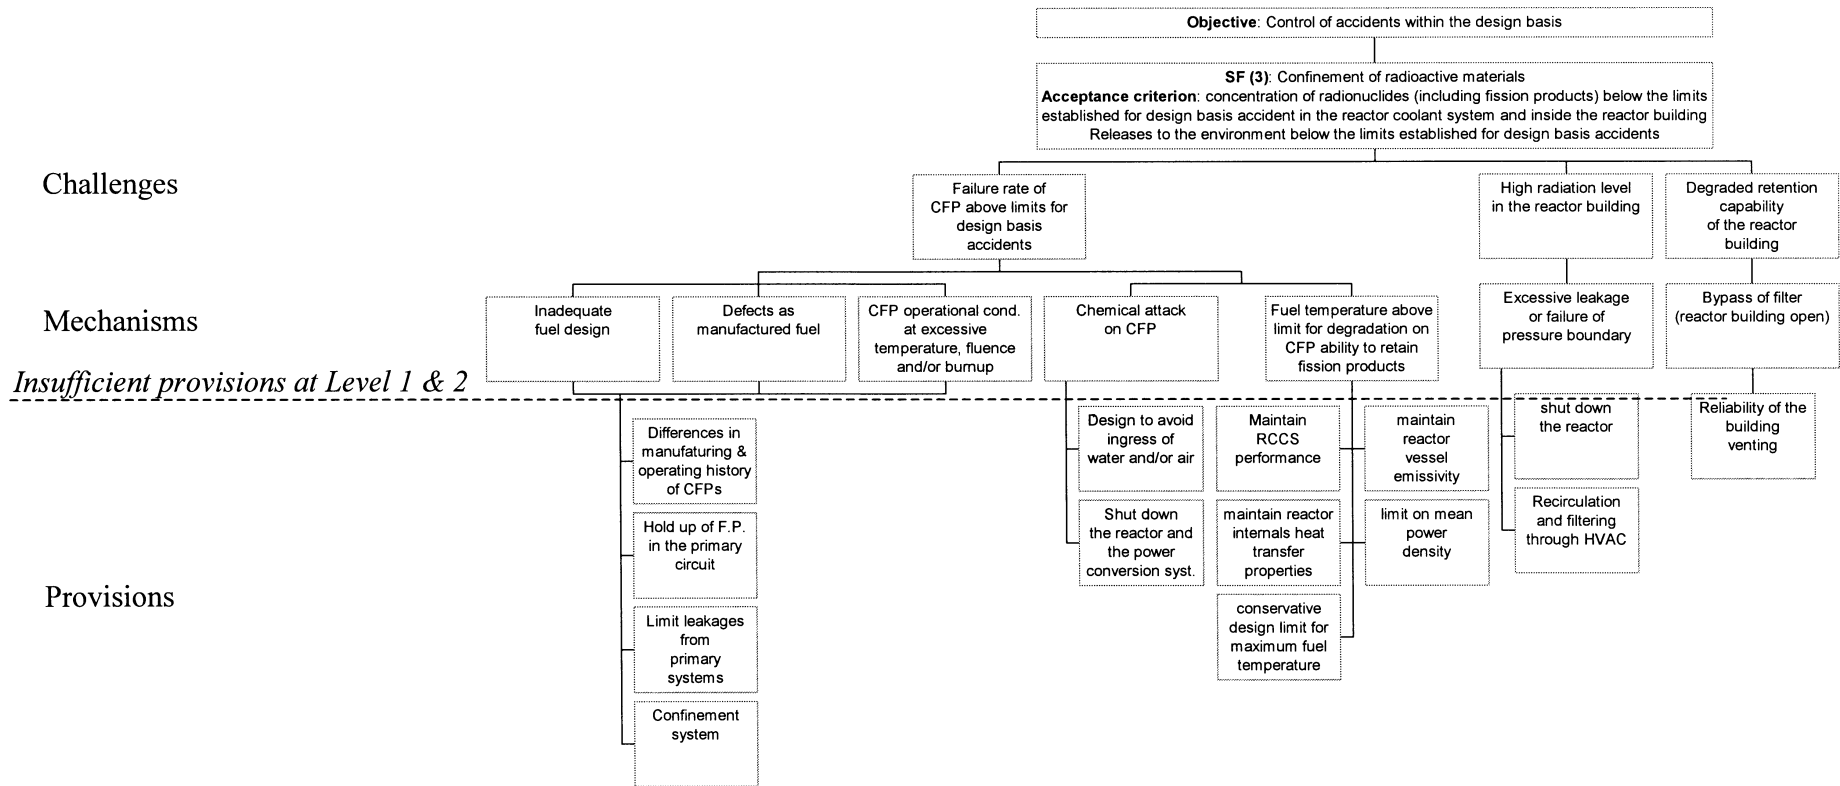 Objective: Control of accidents within the design basis
SF (3): Confinement of radioactive materials
Acceptance criterion: concentration of radionuclides (including fission products) below the limits
established for design basis accident in the reactor coolant system and inside the reactor building
Releases to the environment below the limits established for design basis accidents
Challenges
Failure rate of
CFP above limits for
design basis
accidents
High radiation level
in the reactor building
Degraded retention
capability
of the reactor
building
Mechanisms
Inadequate
fuel design
Defects as
manufactured fuel
CFP operational cond.
at excessive
temperature, fluence
and/or burnup
Chemical attack
on CFP
Fuel temperature above
limit for degradation on
CFP ability to retain
fission products
Excessive leakage
or failure of
pressure boundary
Bypass of filter
(reactor building open)
Insufficient provisions at Level 1 & 2
Provisions
Differences in
manufaturing &
operating history
of CFPs
Hold up of F.P.
in the primary
circuit
Limit leakages
from
primary
systems
Confinement
system
Design to avoid
ingress of
water and/or air
Shut down
the reactor and
the power
conversion syst.
Maintain
RCCS
performance
maintain reactor
internals heat
transfer
properties
conservative
design limit for
maximum fuel
temperature
maintain
reactor
vessel
emissivity
limit on mean
power
density
shut down
the reactor
Recirculation
and filtering
through HVAC
Reliability of the
building
venting